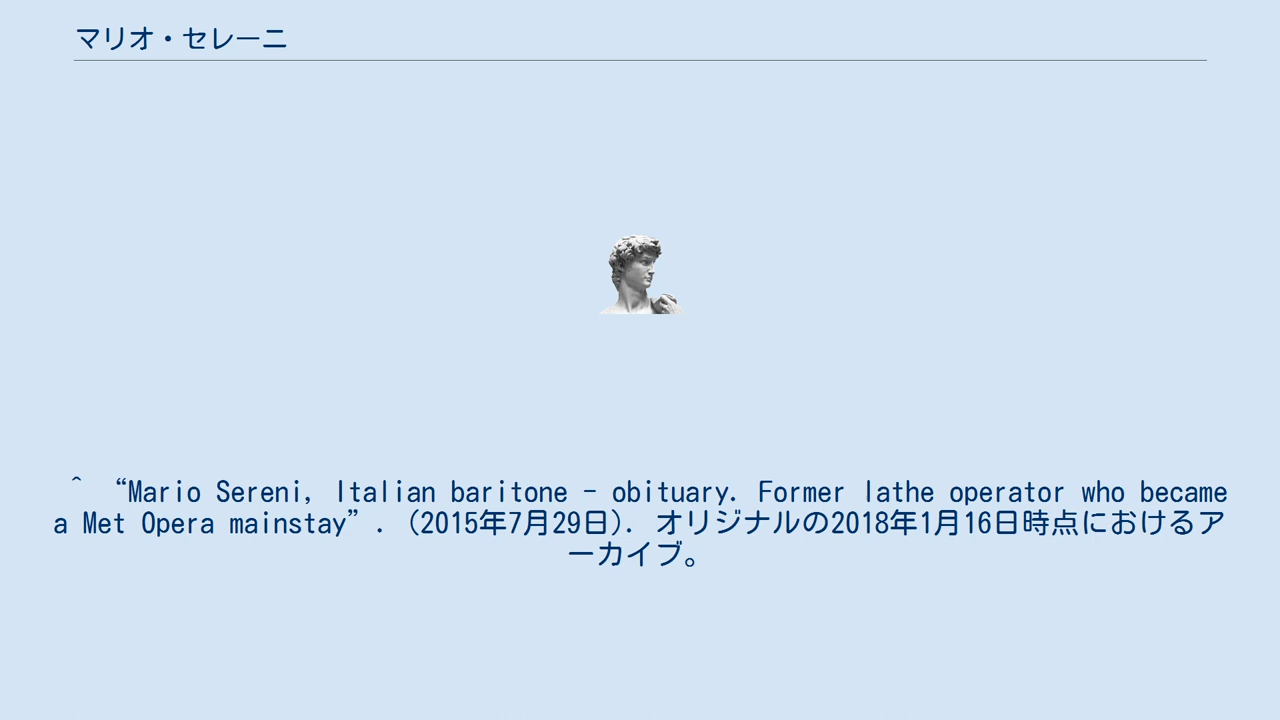 マリオ・セレーニ
^ “Mario Sereni, Italian baritone – obituary. Former lathe operator who became
a Met Opera mainstay”. (2015年7月29日). オリジナルの2018年1月16日時点におけるア
ーカイブ。